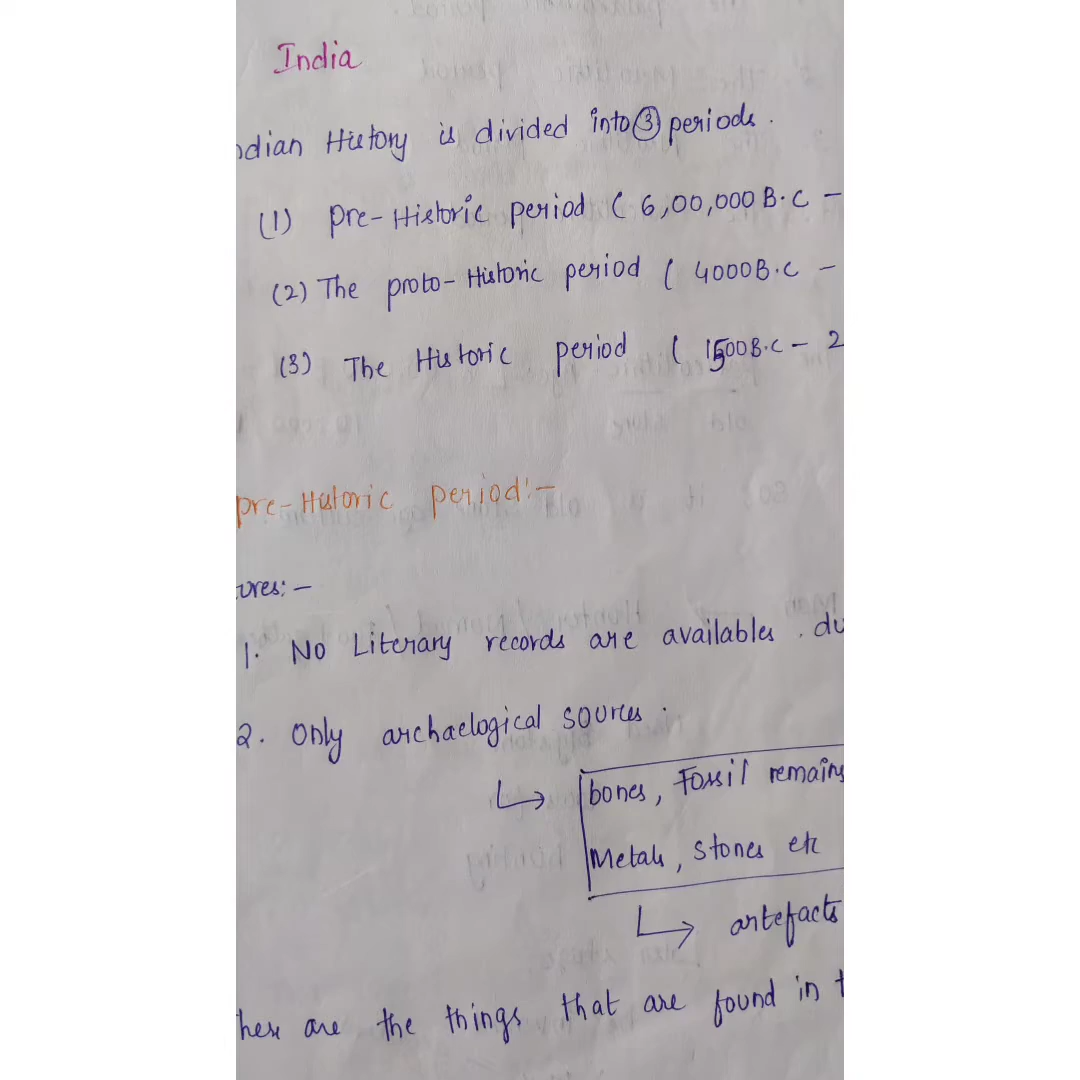 India
ndian History is divided into ③ periods.
(1) Pre-Historic period ( 6,00,000 B.C -
(2) The proto-Historic period ( 4000B.C -
(3) The Historic period ( 1500B.C - 2
pre-Historic period:-
ures:-
1. No Literary records are availables. du
2. Only archaelogical sources.
↳ bones, Fossil remains
Metals, Stones etc
↳ artefacts
hese are the things that are found in t